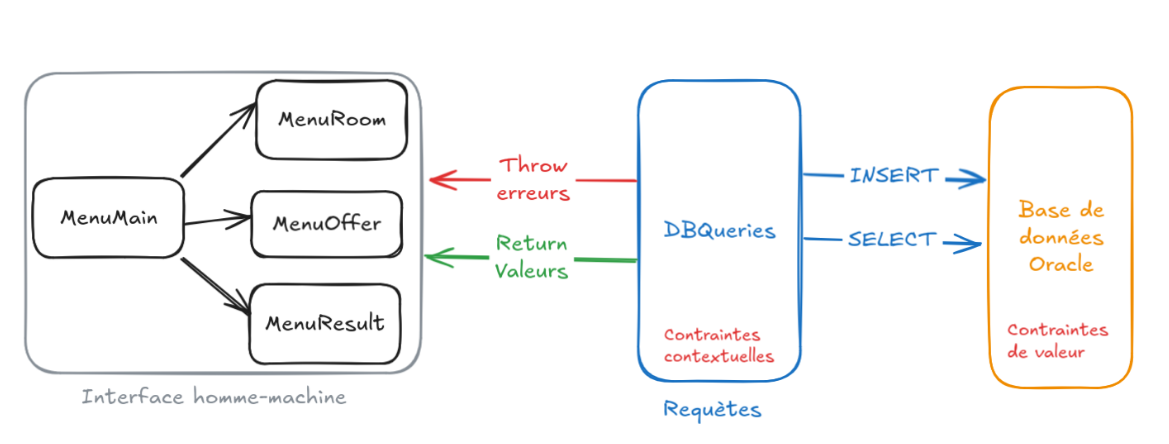 MenuRoom
MenuMain
MenuOffer
MenuResult
Interface homme-machine
Throw
erreurs
Return
Valeurs
DBQueries
Contraintes
contextuelles
Requètes
INSERT
SELECT
Base de
données
Oracle
Contraintes
de valeur